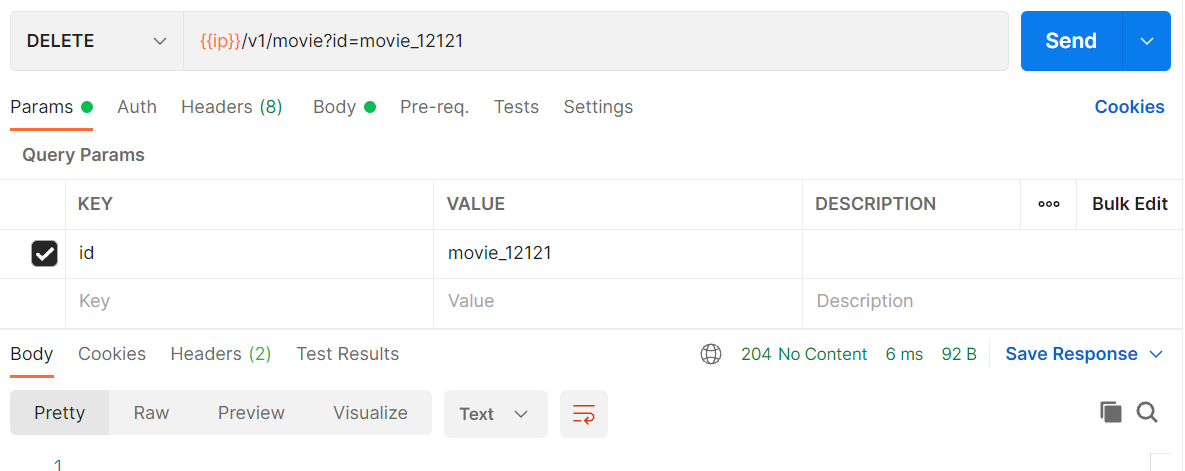 DELETE {{ip}}/v1/movie?id=movie_12121 Send
Params Auth Headers (8) Body Pre-req. Tests Settings Cookies
Query Params
KEY VALUE DESCRIPTION Bulk Edit
id movie_12121
Key Value Description
Body Cookies Headers (2) Test Results 204 No Content 6 ms 92 B Save Response
Pretty Raw Preview Visualize Text
1